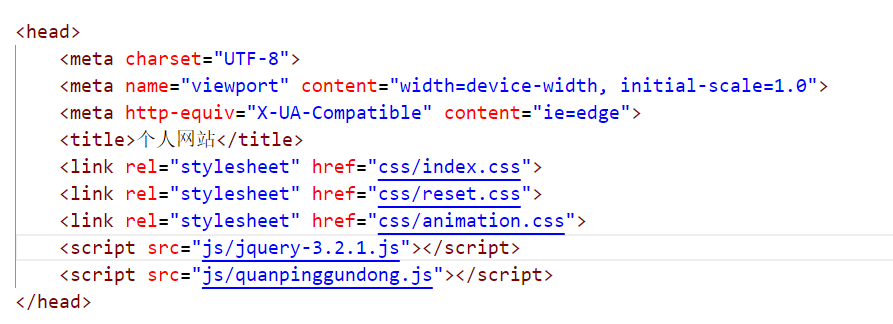 <head>
<meta charset="UTF-8">
<meta name="viewport" content="width=device-width, initial-scale=1.0">
<meta http-equiv="X-UA-Compatible" content="ie=edge">
<title>个人网站</title>
<link rel="stylesheet" href="css/index.css">
<link rel="stylesheet" href="css/reset.css">
<link rel="stylesheet" href="css/animation.css">
<script src="js/jquery-3.2.1.js"></script>
<script src="js/quanpinggundong.js"></script>
</head>